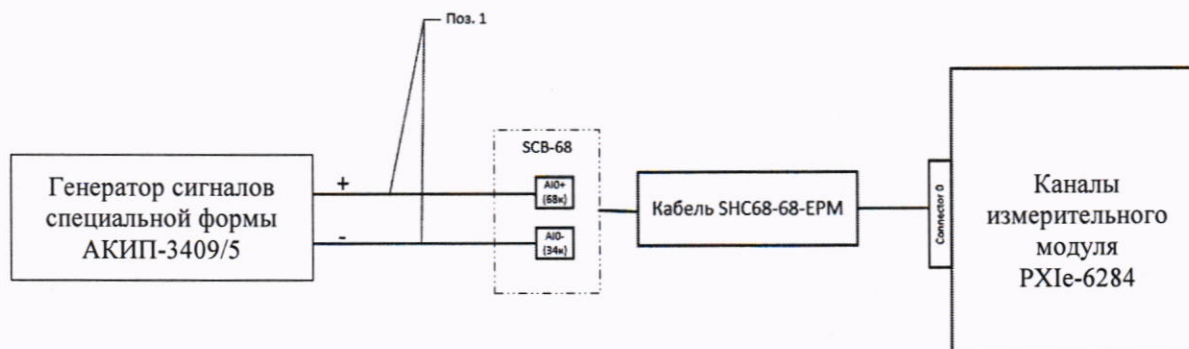 Поз. 1
SCB-68
Генератор сигналов
специальной формы
АКИП-3409/5
+
-
AI0+
(68к)
AI0-
(34к)
Кабель SHC68-68-EPM
Connector 0
Каналы
измерительного
модуля
PXIe-6284